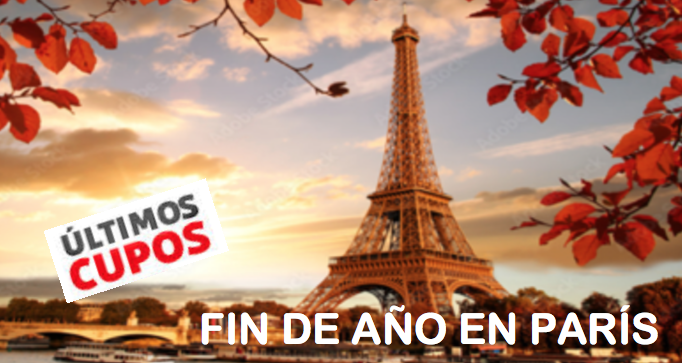 ÚLTIMOS
CUPOS
FIN DE AÑO EN PARÍS